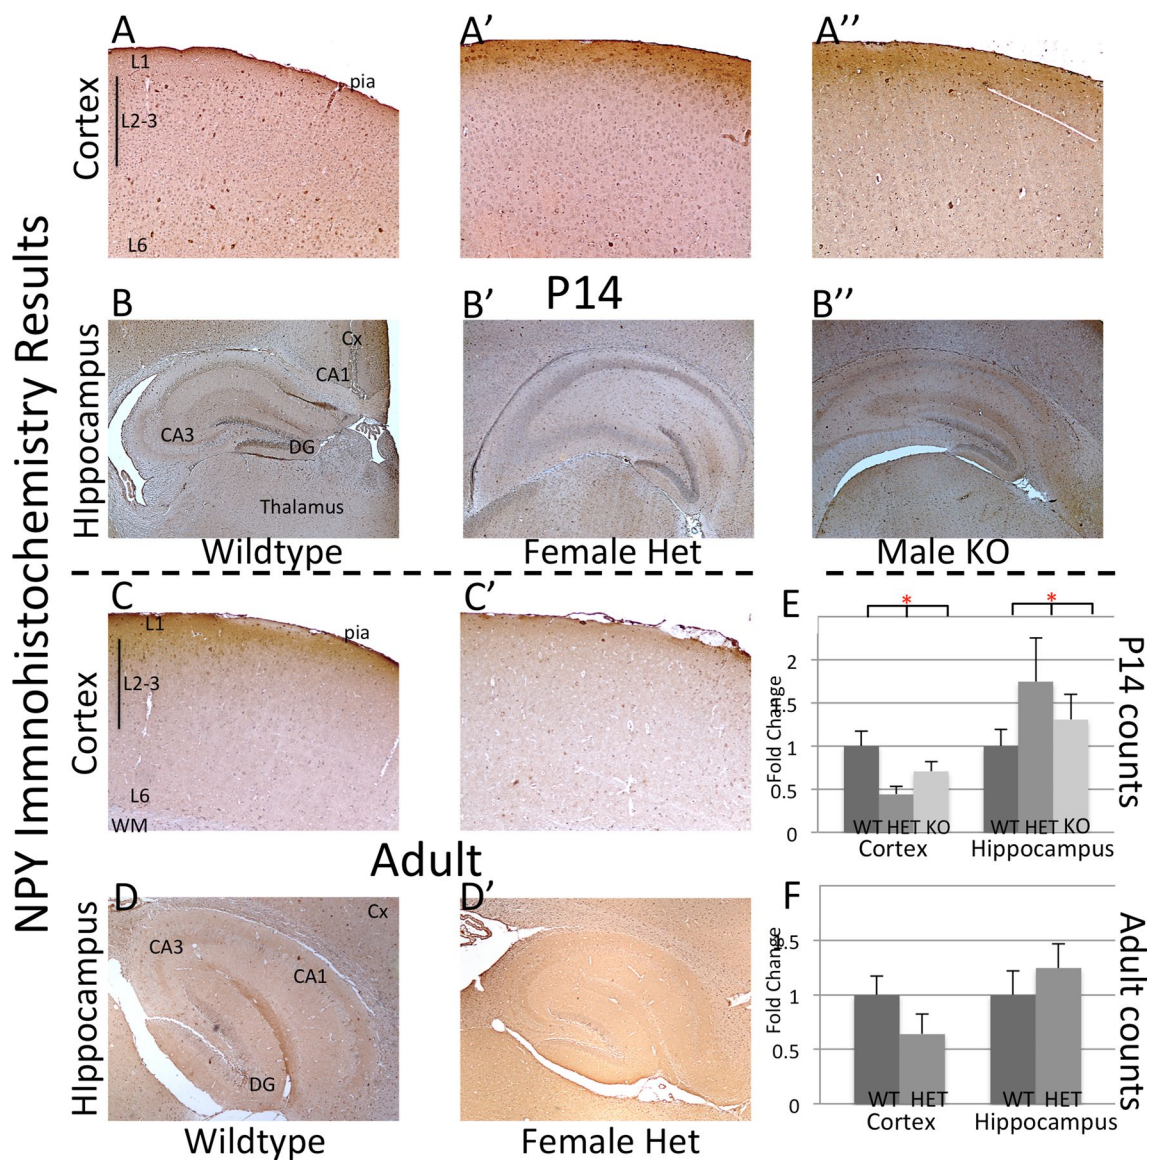 NPY Immnohistochemistry Results
A
A′
A′′
Cortex
L1
pia
L2-3
L6
P14
B
B′
B′′
HIppocampus
Cx
CA1
CA3
DG
Thalamus
Wildtype
Female Het
Male KO
C
C′
Cortex
L1
pia
L2-3
L6
WM
E
*
*
Fold Change
2
1.5
1
0.5
0
WT HET KO
WT HET KO
Cortex
Hippocampus
P14 counts
Adult
D
D′
HIppocampus
Cx
CA3
CA1
DG
Wildtype
Female Het
F
Fold Change
1.5
1
0.5
0
WT HET
WT HET
Cortex
Hippocampus
Adult counts